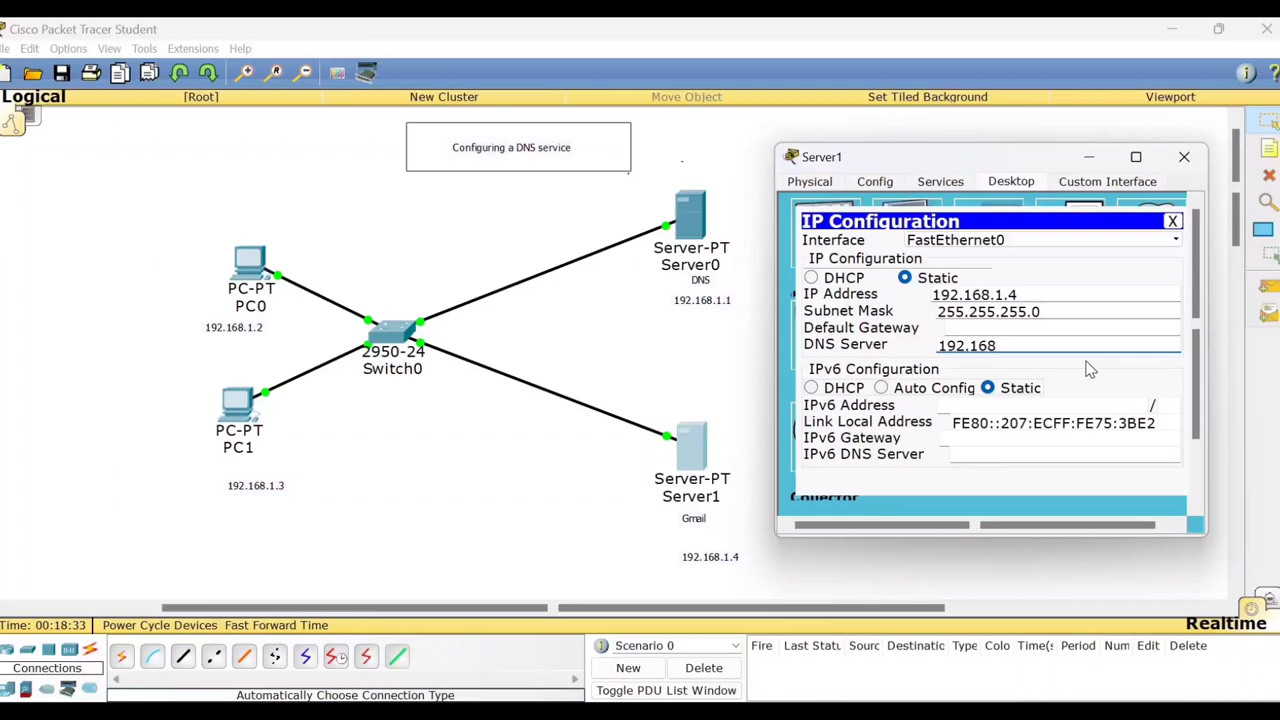 Cisco Packet Tracer Student
Edit Options View Tools Extensions Help
Logical [Root] New Cluster Move Object Set Tiled Background Viewport
Configuring a DNS service
Server-PT
Server0
DNS
192.168.1.1
PC-PT
PC0
192.168.1.2
2950-24
Switch0
PC-PT
PC1
192.168.1.3
Server-PT
Server1
Gmail
192.168.1.4
Server1
Physical Config Services Desktop Custom Interface
IP Configuration X
Interface FastEthernet0
IP Configuration
DHCP Static
IP Address 192.168.1.4
Subnet Mask 255.255.255.0
Default Gateway
DNS Server 192.168
IPv6 Configuration
DHCP Auto Config Static
IPv6 Address /
Link Local Address FE80::207:ECFF:FE75:3BE2
IPv6 Gateway
IPv6 DNS Server
Time: 00:18:33 Power Cycle Devices Fast Forward Time Realtime
Connections
Automatically Choose Connection Type
Scenario 0
New Delete
Toggle PDU List Window
Fire Last Statu Sourc Destinatic Type Colo Time( Period Num Edit Delete